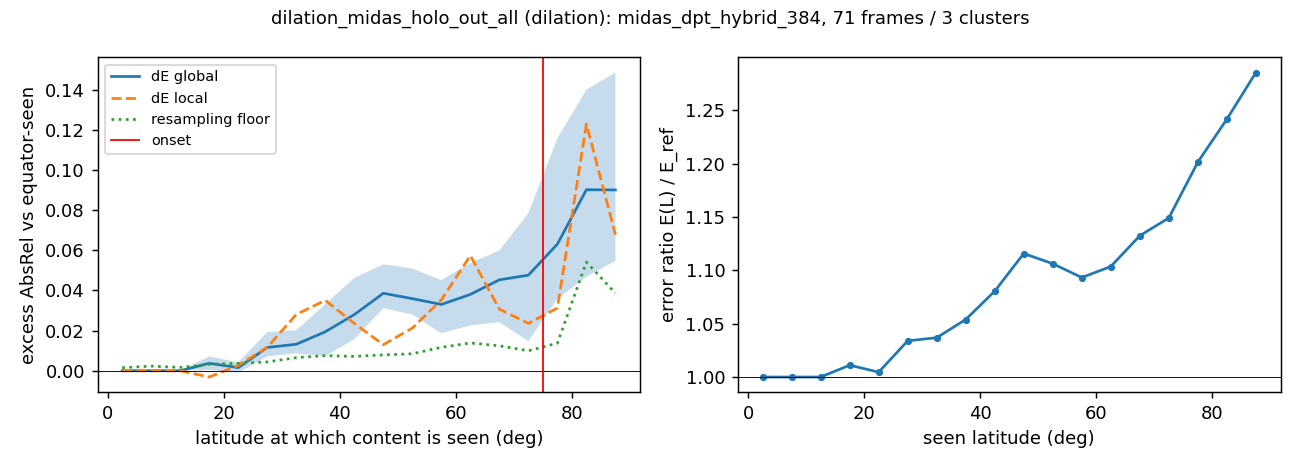 dilation_midas_holo_out_all (dilation): midas_dpt_hybrid_384, 71 frames / 3 clusters
excess AbsRel vs equator-seen
0.14
0.12
0.10
0.08
0.06
0.04
0.02
0.00
dE global
dE local
resampling floor
onset
0 20 40 60 80
latitude at which content is seen (deg)
error ratio E(L) / E_ref
1.25
1.20
1.15
1.10
1.05
1.00
0 20 40 60 80
seen latitude (deg)